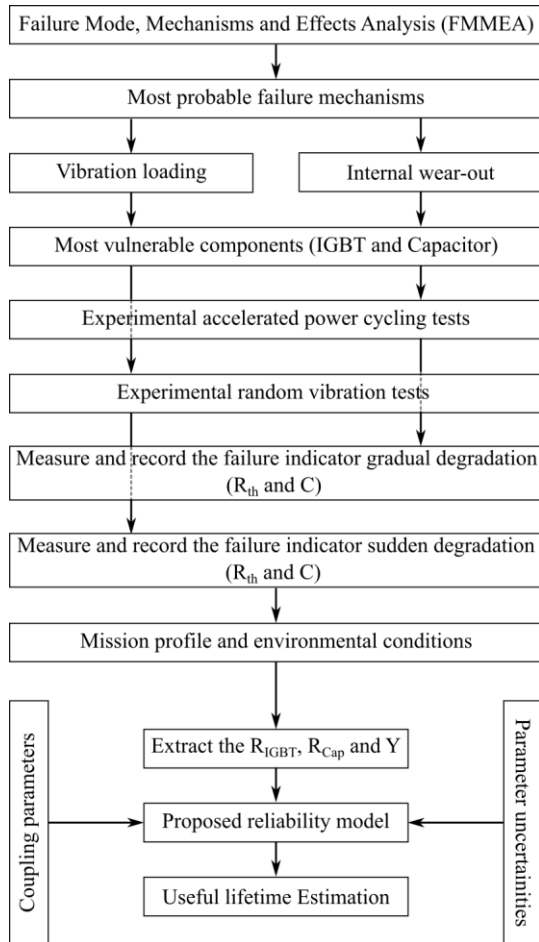 Failure Mode, Mechanisms and Effects Analysis (FMMEA)
Most probable failure mechanisms
Vibration loading
Internal wear-out
Most vulnerable components (IGBT and Capacitor)
Experimental accelerated power cycling tests
Experimental random vibration tests
Measure and record the failure indicator gradual degradation
(Rth and C)
Measure and record the failure indicator sudden degradation
(Rth and C)
Mission profile and environmental conditions
Coupling parameters
Extract the RIGBT, RCap and Y
Proposed reliability model
Useful lifetime Estimation
Parameter uncertainities